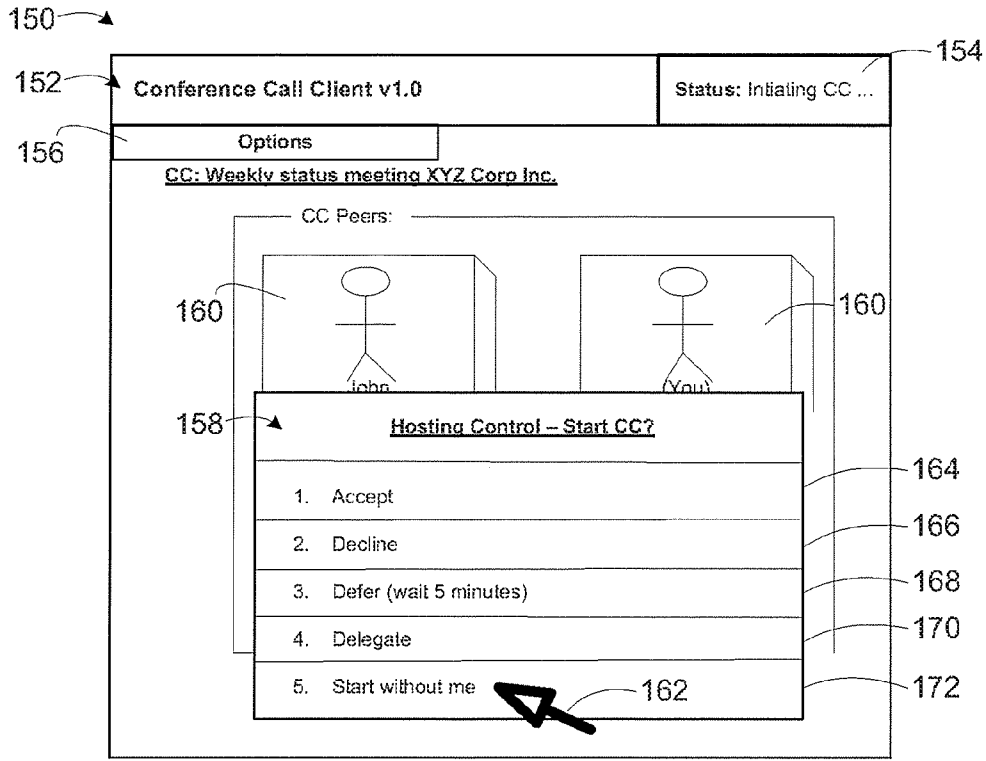 150
152
Conference Call Client v1.0
Status: Intiating CC ...
154
156
Options
CC: Weekly status meeting XYZ Corp Inc.
CC Peers:
160
160
John
(You)
158
Hosting Control – Start CC?
1. Accept
164
2. Decline
166
3. Defer (wait 5 minutes)
168
4. Delegate
170
5. Start without me
162
172